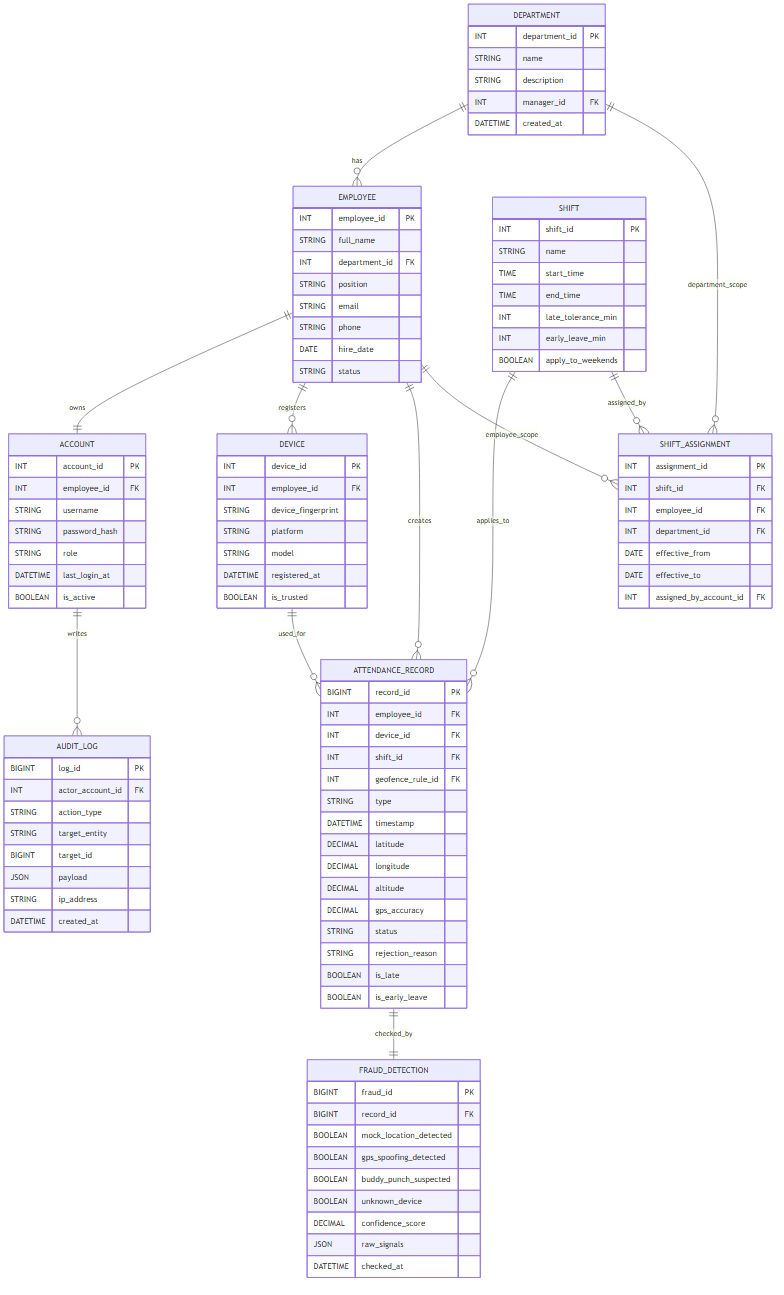 DEPARTMENT
INT department_id PK
STRING name
STRING description
INT manager_id FK
DATETIME created_at
has
EMPLOYEE
INT employee_id PK
STRING full_name
INT department_id FK
STRING position
STRING email
STRING phone
DATE hire_date
STRING status
SHIFT
INT shift_id PK
STRING name
TIME start_time
TIME end_time
INT late_tolerance_min
INT early_leave_min
BOOLEAN apply_to_weekends
department_scope
owns
registers
assigned_by
employee_scope
ACCOUNT
INT account_id PK
INT employee_id FK
STRING username
STRING password_hash
STRING role
DATETIME last_login_at
BOOLEAN is_active
DEVICE
INT device_id PK
INT employee_id FK
STRING device_fingerprint
STRING platform
STRING model
DATETIME registered_at
BOOLEAN is_trusted
creates
applies_to
SHIFT_ASSIGNMENT
INT assignment_id PK
INT shift_id FK
INT employee_id FK
INT department_id FK
DATE effective_from
DATE effective_to
INT assigned_by_account_id FK
writes
used_for
AUDIT_LOG
BIGINT log_id PK
INT actor_account_id FK
STRING action_type
STRING target_entity
BIGINT target_id
JSON payload
STRING ip_address
DATETIME created_at
ATTENDANCE_RECORD
BIGINT record_id PK
INT employee_id FK
INT device_id FK
INT shift_id FK
INT geofence_rule_id FK
STRING type
DATETIME timestamp
DECIMAL latitude
DECIMAL longitude
DECIMAL altitude
DECIMAL gps_accuracy
STRING status
STRING rejection_reason
BOOLEAN is_late
BOOLEAN is_early_leave
checked_by
FRAUD_DETECTION
BIGINT fraud_id PK
BIGINT record_id FK
BOOLEAN mock_location_detected
BOOLEAN gps_spoofing_detected
BOOLEAN buddy_punch_suspected
BOOLEAN unknown_device
DECIMAL confidence_score
JSON raw_signals
DATETIME checked_at